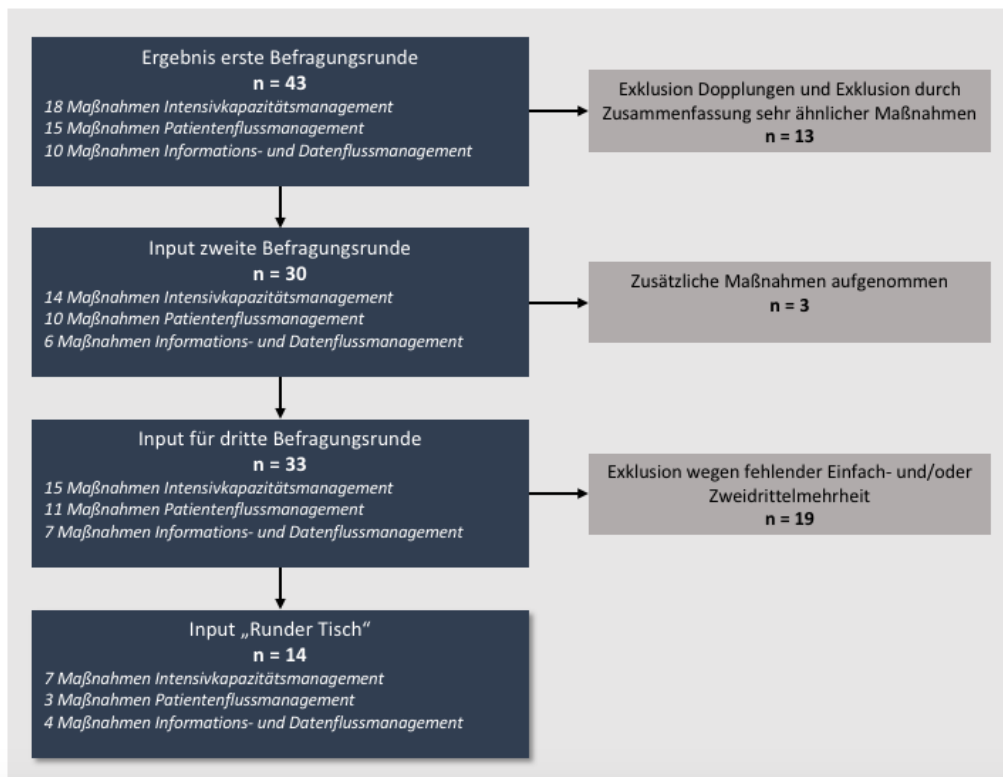 Ergebnis erste Befragungsrunde
n = 43
18 Maßnahmen Intensivkapazitätsmanagement
15 Maßnahmen Patientenflussmanagement
10 Maßnahmen Informations- und Datenflussmanagement
Exklusion Dopplungen und Exklusion durch
Zusammenfassung sehr ähnlicher Maßnahmen
n = 13
Input zweite Befragungsrunde
n = 30
14 Maßnahmen Intensivkapazitätsmanagement
10 Maßnahmen Patientenflussmanagement
6 Maßnahmen Informations- und Datenflussmanagement
Zusätzliche Maßnahmen aufgenommen
n = 3
Input für dritte Befragungsrunde
n = 33
15 Maßnahmen Intensivkapazitätsmanagement
11 Maßnahmen Patientenflussmanagement
7 Maßnahmen Informations- und Datenflussmanagement
Exklusion wegen fehlender Einfach- und/oder
Zweidrittelmehrheit
n = 19
Input „Runder Tisch“
n = 14
7 Maßnahmen Intensivkapazitätsmanagement
3 Maßnahmen Patientenflussmanagement
4 Maßnahmen Informations- und Datenflussmanagement